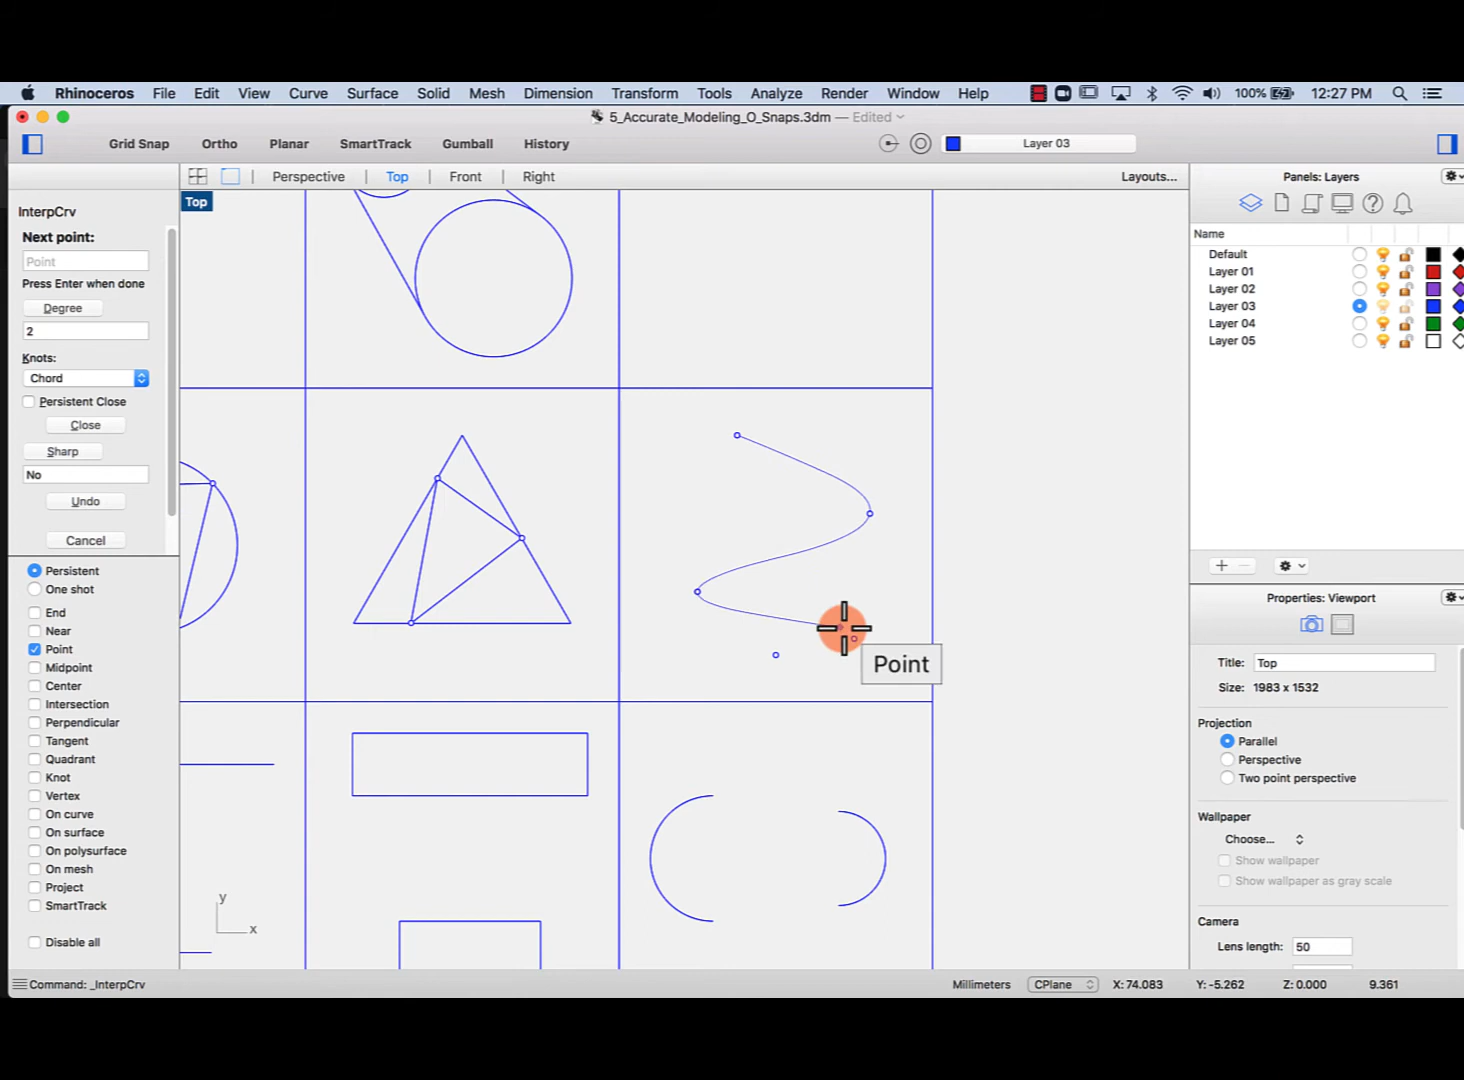 Rhinoceros File Edit View Curve Surface Solid Mesh Dimension Transform Tools Analyze Render Window Help 100% 12:27 PM
5_Accurate_Modeling_O_Snaps.3dm — Edited
Grid Snap Ortho Planar SmartTrack Gumball History Layer 03
Perspective Top Front Right Layouts... Panels: Layers
Top
InterpCrv
Next point:
Point
Press Enter when done
Degree
2
Knots:
Chord
Persistent Close
Close
Sharp
No
Undo
Cancel
Persistent
One shot
End
Near
Point
Midpoint
Center
Intersection
Perpendicular
Tangent
Quadrant
Knot
Vertex
On curve
On surface
On polysurface
On mesh
Project
SmartTrack
Disable all
Point
y
x
Name
Default
Layer 01
Layer 02
Layer 03
Layer 04
Layer 05
Properties: Viewport
Title: Top
Size: 1983 x 1532
Projection
Parallel
Perspective
Two point perspective
Wallpaper
Choose...
Show wallpaper
Show wallpaper as gray scale
Camera
Lens length: 50
Command: _InterpCrv Millimeters CPlane X: 74.083 Y: -5.262 Z: 0.000 9.361